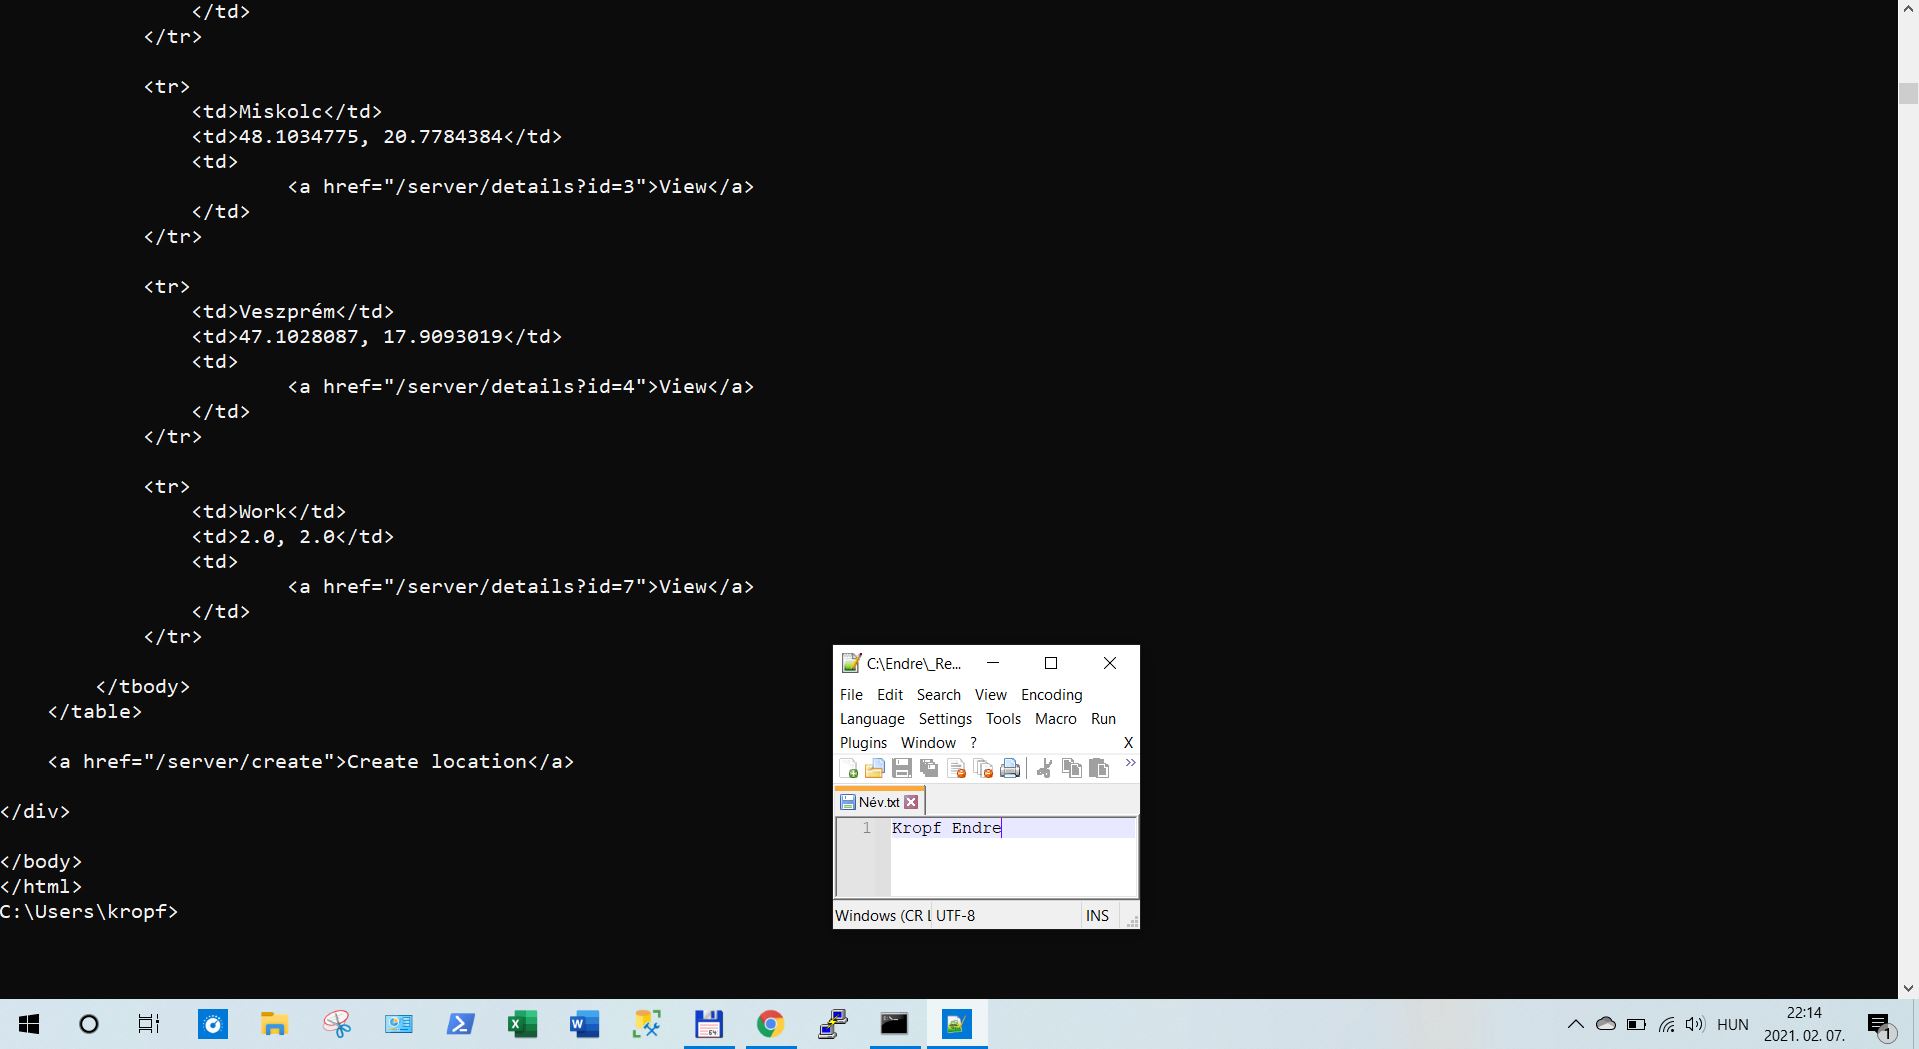 </td>
</tr>
<tr>
<td>Miskolc</td>
<td>48.1034775, 20.7784384</td>
<td>
<a href="/server/details?id=3">View</a>
</td>
</tr>
<tr>
<td>Veszprém</td>
<td>47.1028087, 17.9093019</td>
<td>
<a href="/server/details?id=4">View</a>
</td>
</tr>
<tr>
<td>Work</td>
<td>2.0, 2.0</td>
<td>
<a href="/server/details?id=7">View</a>
</td>
</tr>
</tbody>
</table>
<a href="/server/create">Create location</a>
</div>
</body>
</html>
C:\Users\kropf>
C:\Endre\_Re...
File Edit Search View Encoding
Language Settings Tools Macro Run
Plugins Window ? X
Név.txt
1 Kropf Endre
Windows (CR L UTF-8 INS
HUN
22:14
2021. 02. 07.
1